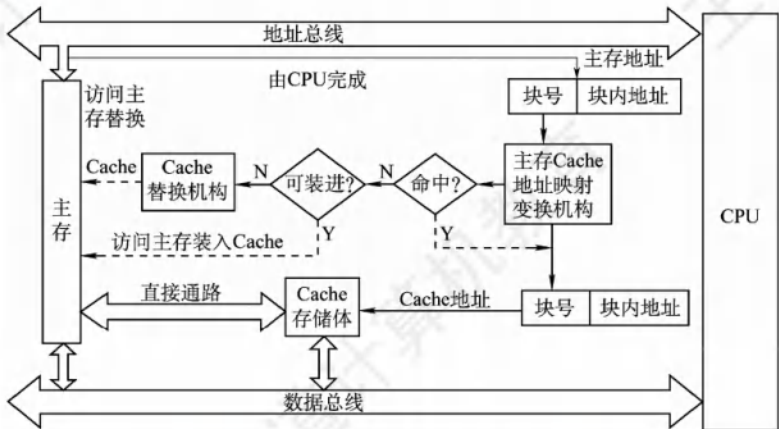 地址总线
主存地址
由CPU完成
访问主
存替换
块号 块内地址
Cache
Cache
替换机构
N
可装进?
N
命中?
主存Cache
地址映射
变换机构
主存
CPU
Y
Y
访问主存装入Cache
直接通路
Cache
存储体
Cache地址
块号 块内地址
数据总线